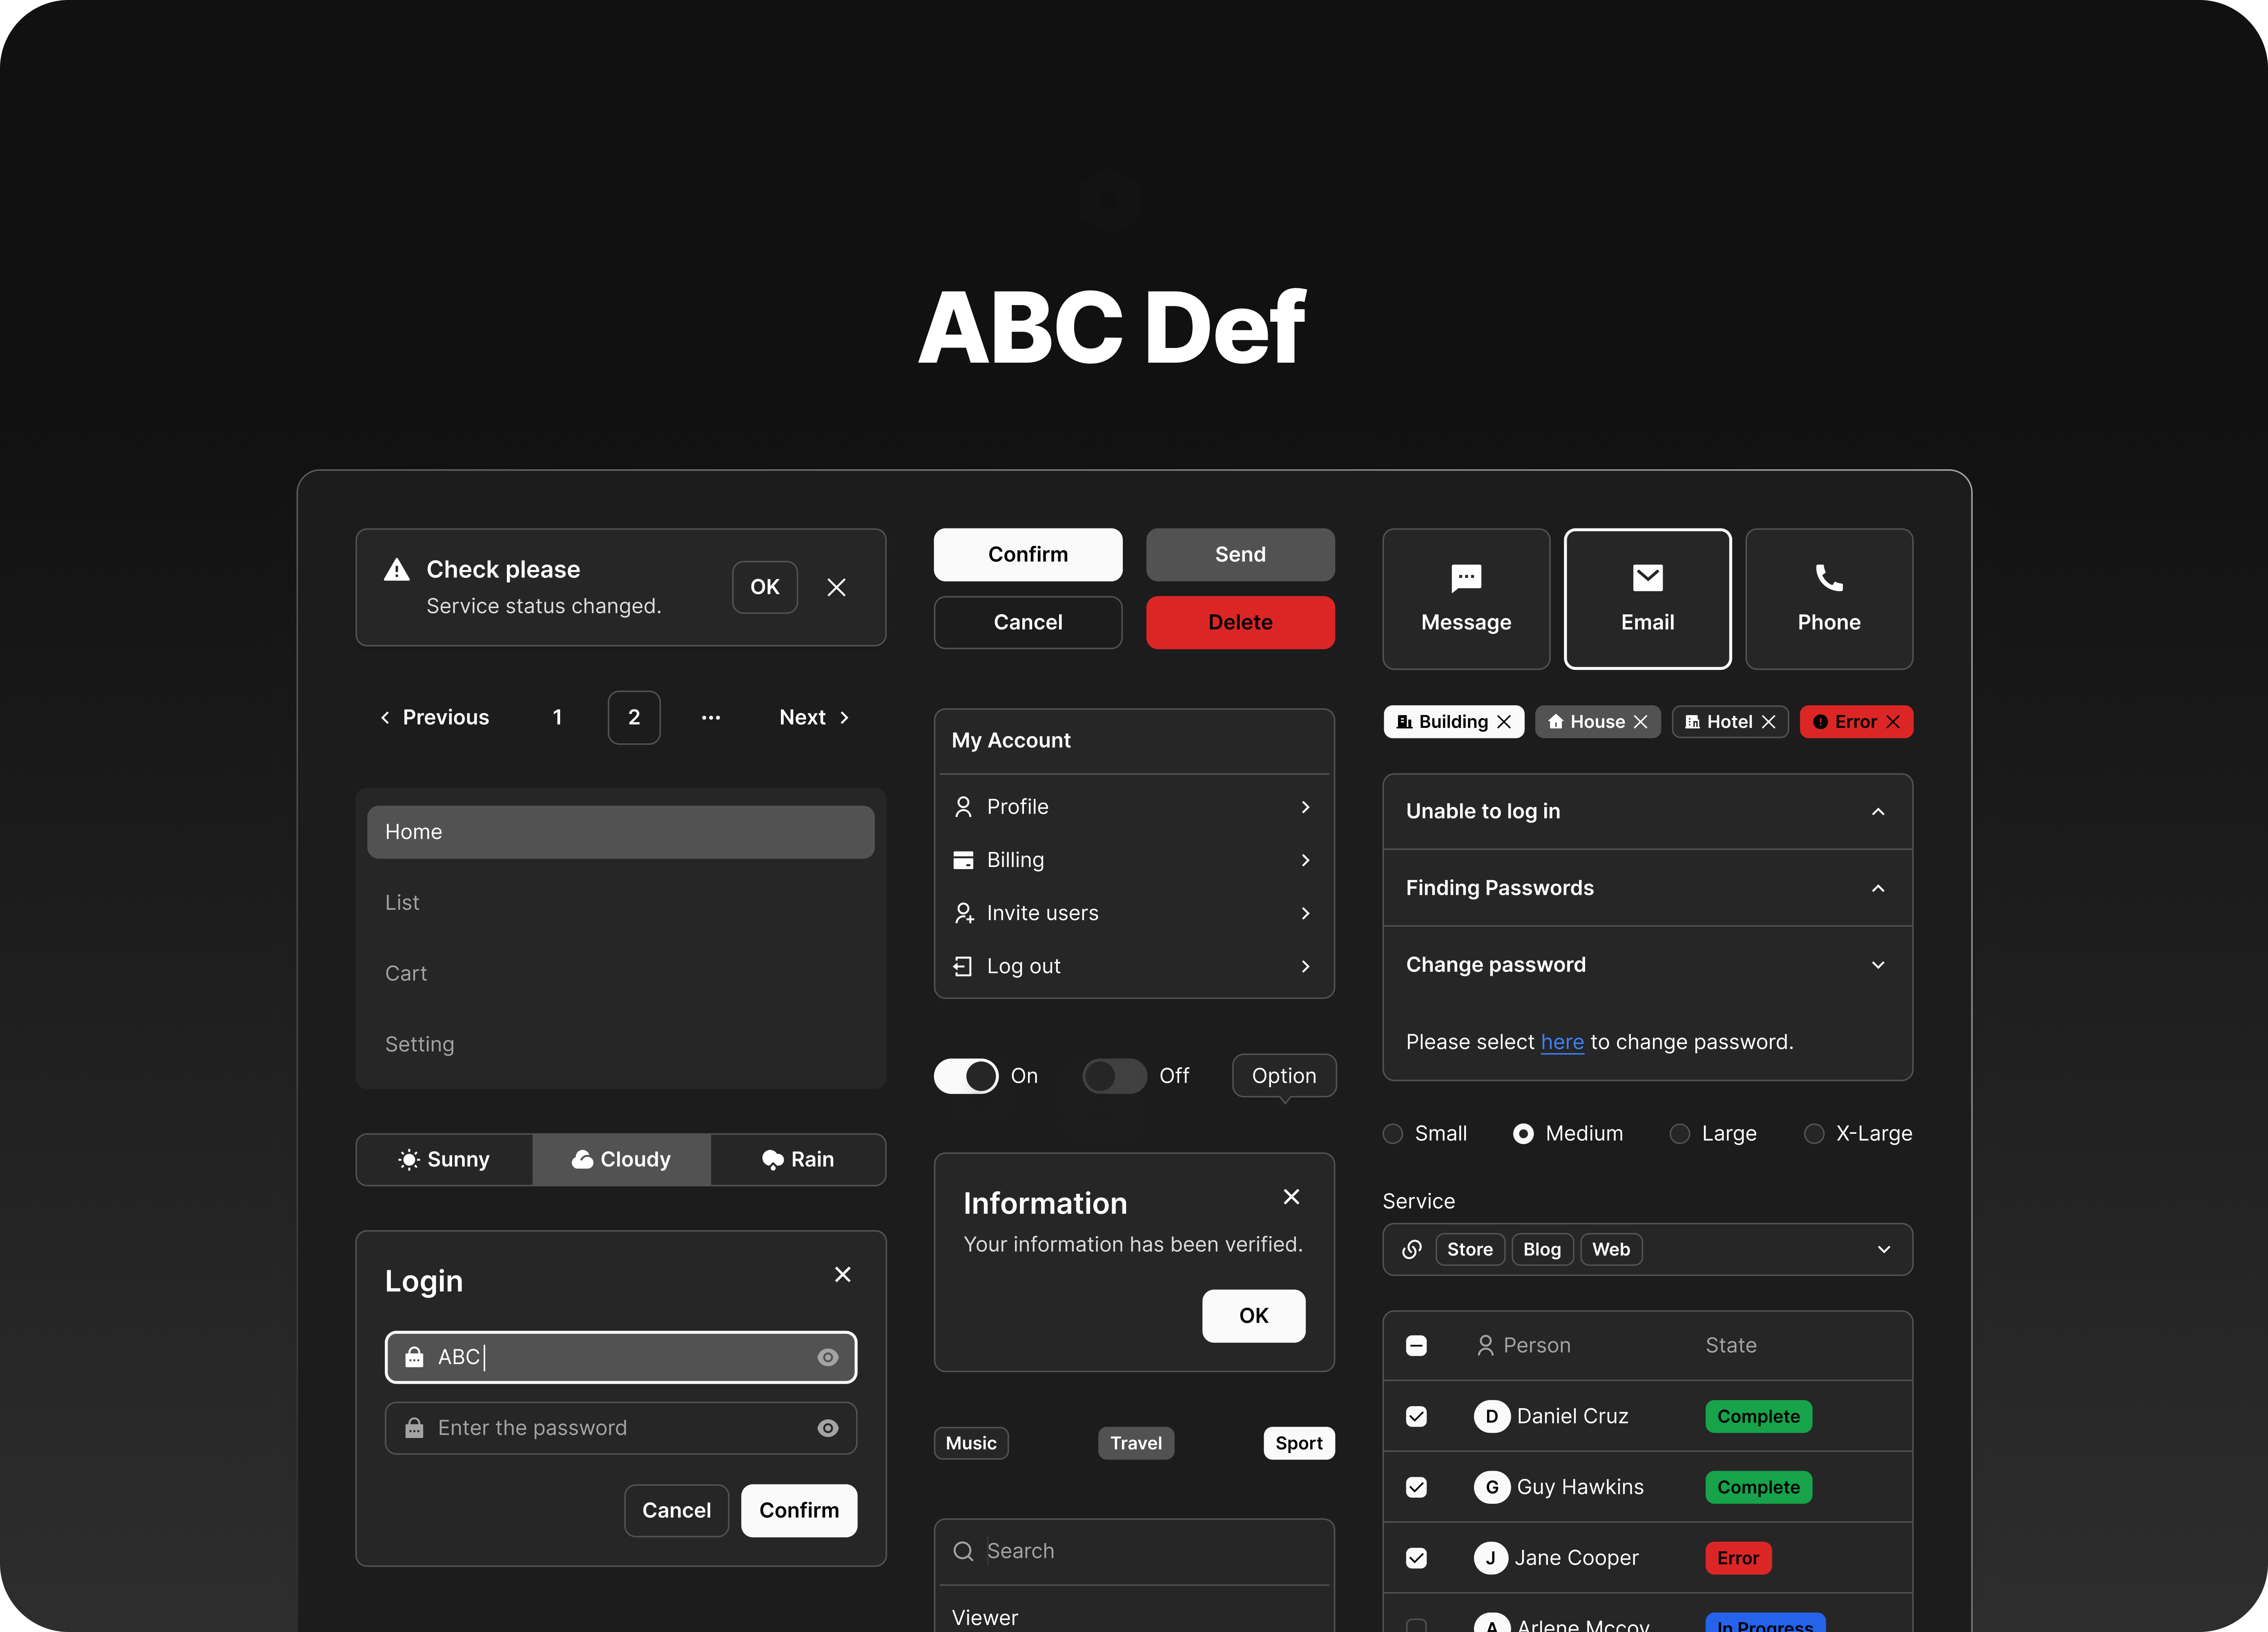 ABC Def
Check please
Service status changed.
OK
Previous 1 2 ... Next
Home
List
Cart
Setting
Sunny Cloudy Rain
Login
ABC
Enter the password
Cancel Confirm
Confirm Send
Cancel Delete
My Account
Profile
Billing
Invite users
Log out
On Off Option
Information
Your information has been verified.
OK
Music Travel Sport
Search
Viewer
Message Email Phone
Building House Hotel Error
Unable to log in
Finding Passwords
Change password
Please select here to change password.
Small Medium Large X-Large
Service
Store Blog Web
Person State
D Daniel Cruz Complete
G Guy Hawkins Complete
J Jane Cooper Error
A Arlene Mccoy In Progress